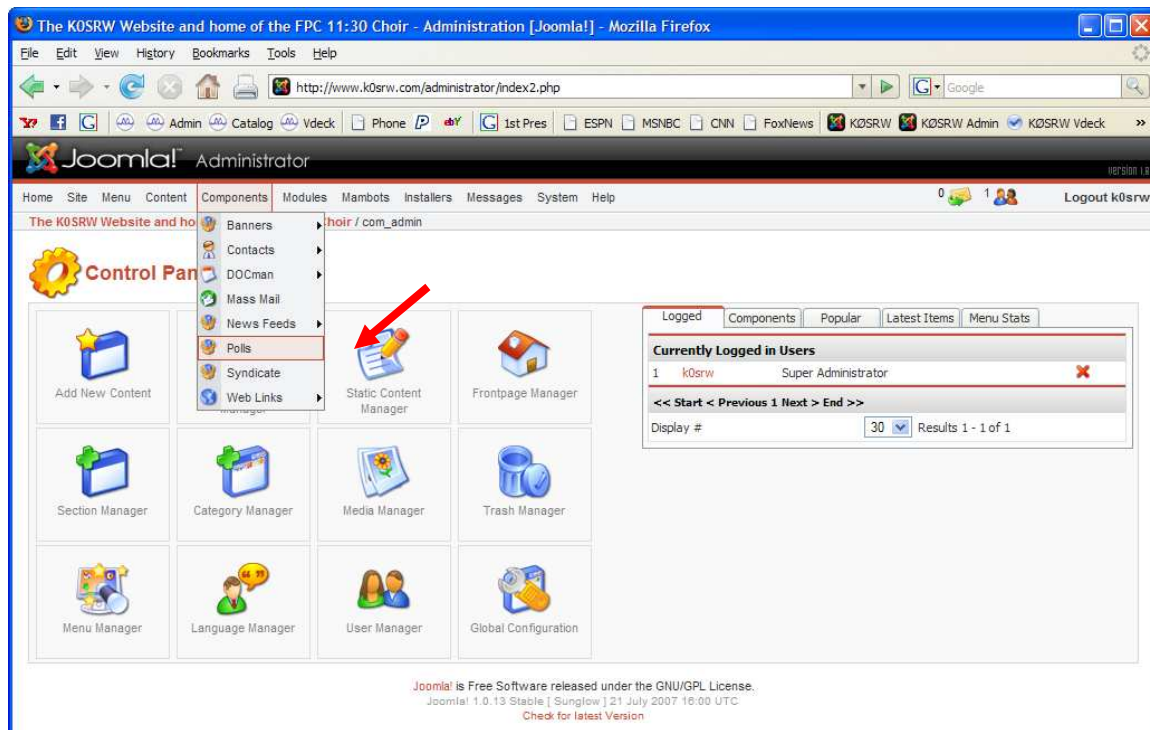 The K0SRW Website and home of the FPC 11:30 Choir - Administration [Joomla!] - Mozilla Firefox
File Edit View History Bookmarks Tools Help
http://www.k0srw.com/administrator/index2.php
G Google
Admin Catalog Vdeck Phone P ebY G 1st Pres ESPN MSNBC CNN FoxNews KØSRW KØSRW Admin KØSRW Vdeck »
Joomla! Administrator
version 1.0
Home Site Menu Content Components Modules Mambots Installers Messages System Help 0 1 Logout k0srw
The K0SRW Website and ho Choir / com_admin
Banners
Contacts
DOCman
Mass Mail
News Feeds
Polls
Syndicate
Web Links
Control Pan
Add New Content
Manager
Static Content
Manager
Frontpage Manager
Section Manager
Category Manager
Media Manager
Trash Manager
Menu Manager
Language Manager
User Manager
Global Configuration
Logged Components Popular Latest Items Menu Stats
Currently Logged in Users
1 k0srw Super Administrator
<< Start < Previous 1 Next > End >>
Display # 30 Results 1 - 1 of 1
Joomla! is Free Software released under the GNU/GPL License.
Joomla! 1.0.13 Stable [ Sunglow ] 21 July 2007 16:00 UTC
Check for latest Version